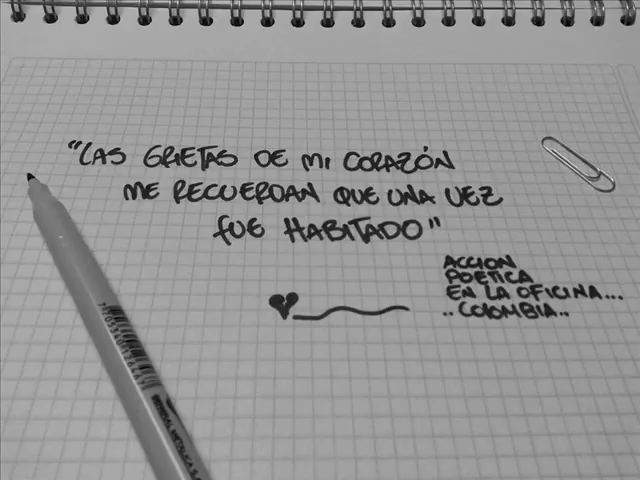 "LAS GRIETAS DE MI CORAZÓN
ME RECUERDAN QUE UNA VEZ
FUE HABITADO"
ACCION
POETICA
EN LA OFICINA...
..COLOMBIA..